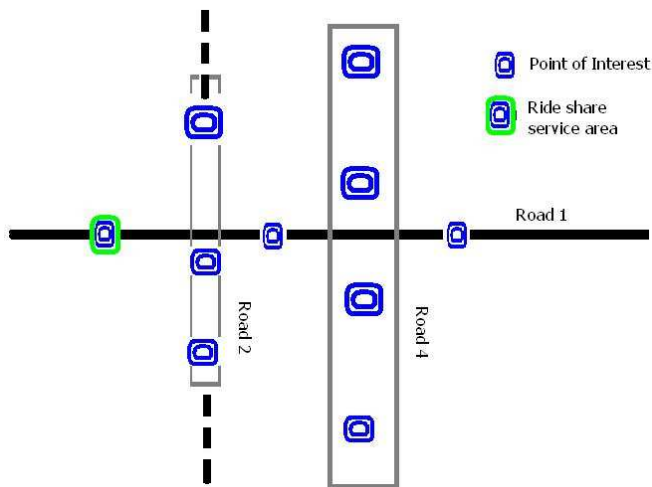 Point of Interest
Ride share
service area
Road 1
Road 2
Road 4